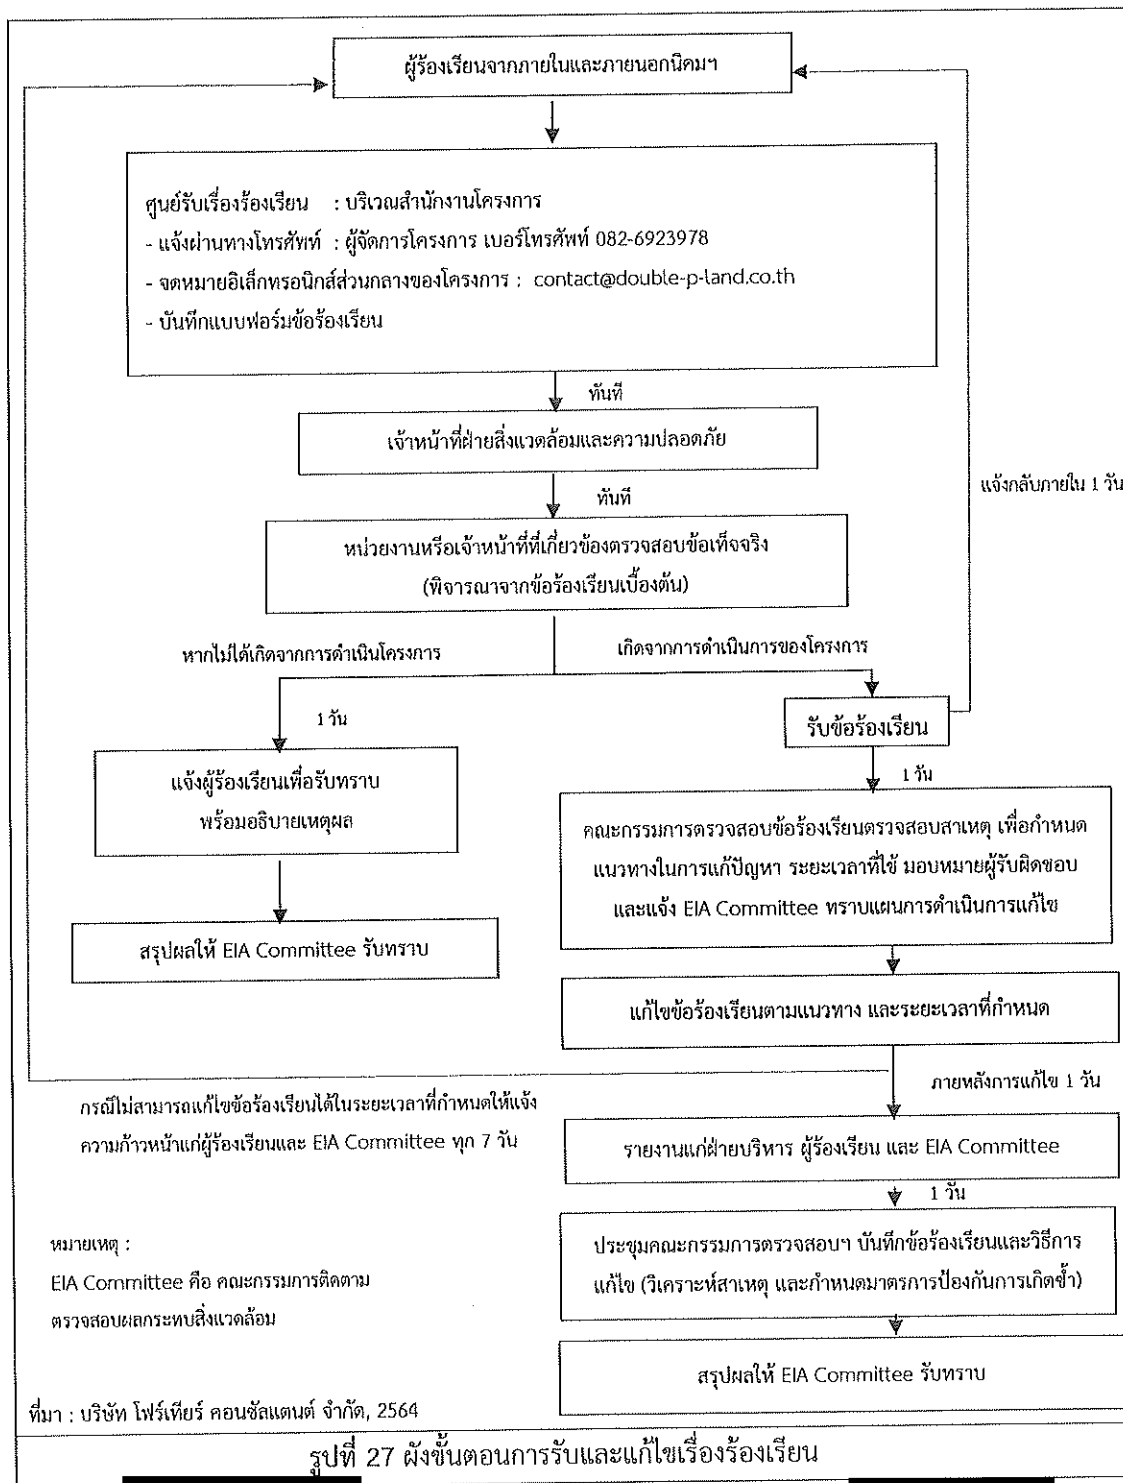 ผู้ร้องเรียนจากภายในและภายนอกนิคมฯ
ศูนย์รับเรื่องร้องเรียน : บริเวณสำนักงานโครงการ
- แจ้งผ่านทางโทรศัพท์ : ผู้จัดการโครงการ เบอร์โทรศัพท์ 082-6923978
- จดหมายอิเล็กทรอนิกส์ส่วนกลางของโครงการ : contact@double-p-land.co.th
- บันทึกแบบฟอร์มข้อร้องเรียน
ทันที
เจ้าหน้าที่ฝ่ายสิ่งแวดล้อมและความปลอดภัย
แจ้งกลับภายใน 1 วัน
ทันที
หน่วยงานหรือเจ้าหน้าที่ที่เกี่ยวข้องตรวจสอบข้อเท็จจริง
(พิจารณาจากข้อร้องเรียนเบื้องต้น)
หากไม่ได้เกิดจากการดำเนินโครงการ
เกิดจากการดำเนินการของโครงการ
1 วัน
แจ้งผู้ร้องเรียนเพื่อรับทราบ
พร้อมอธิบายเหตุผล
สรุปผลให้ EIA Committee รับทราบ
รับข้อร้องเรียน
1 วัน
คณะกรรมการตรวจสอบข้อร้องเรียนตรวจสอบสาเหตุ เพื่อกำหนด
แนวทางในการแก้ปัญหา ระยะเวลาที่ใช้ มอบหมายผู้รับผิดชอบ
และแจ้ง EIA Committee ทราบแผนการดำเนินการแก้ไข
แก้ไขข้อร้องเรียนตามแนวทาง และระยะเวลาที่กำหนด
ภายหลังการแก้ไข 1 วัน
กรณีไม่สามารถแก้ไขข้อร้องเรียนได้ในระยะเวลาที่กำหนดให้แจ้ง
ความก้าวหน้าแก่ผู้ร้องเรียนและ EIA Committee ทุก 7 วัน
รายงานแก่ฝ่ายบริหาร ผู้ร้องเรียน และ EIA Committee
1 วัน
ประชุมคณะกรรมการตรวจสอบฯ บันทึกข้อร้องเรียนและวิธีการ
แก้ไข (วิเคราะห์สาเหตุ และกำหนดมาตรการป้องกันการเกิดซ้ำ)
สรุปผลให้ EIA Committee รับทราบ
หมายเหตุ :
EIA Committee คือ คณะกรรมการติดตาม
ตรวจสอบผลกระทบสิ่งแวดล้อม
ที่มา : บริษัท โฟร์เทียร์ คอนซัลแตนต์ จำกัด, 2564
รูปที่ 27 ผังขั้นตอนการรับและแก้ไขเรื่องร้องเรียน